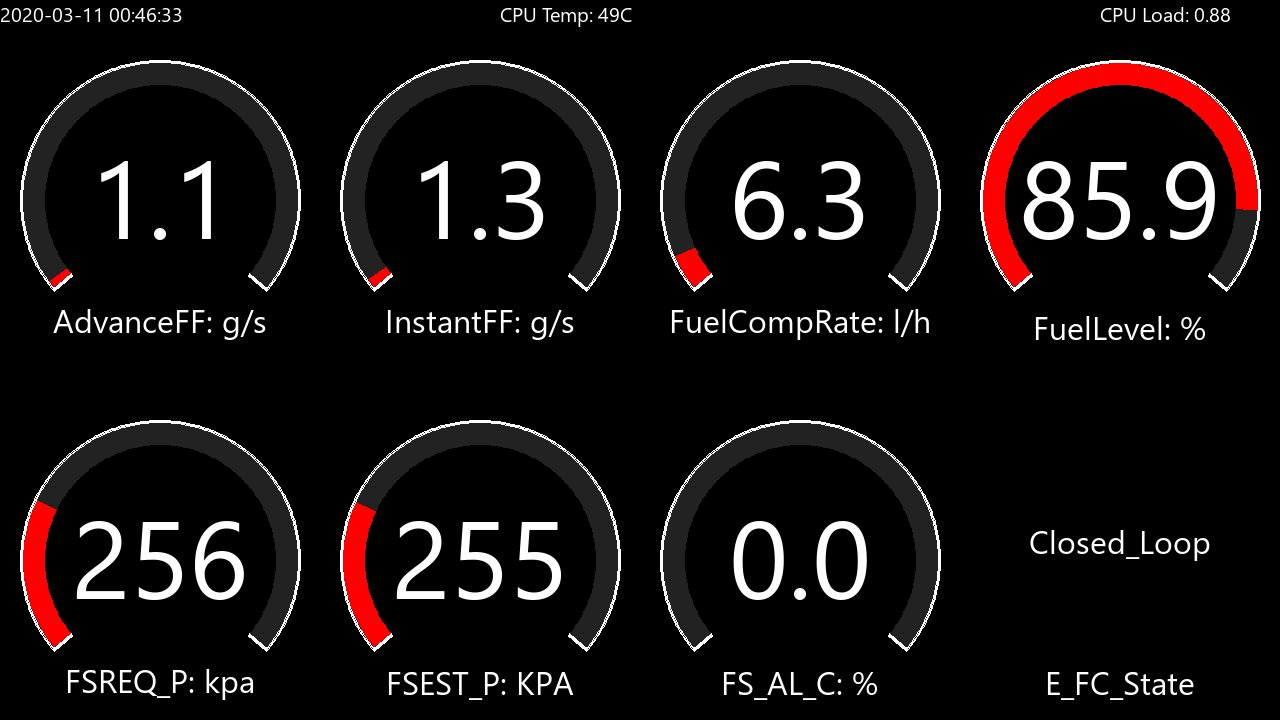 2020-03-11 00:46:33 CPU Temp: 49C CPU Load: 0.88
1.1 1.3 6.3 85.9
AdvanceFF: g/s InstantFF: g/s FuelCompRate: l/h FuelLevel: %
256 255 0.0 Closed_Loop
FSREQ_P: kpa FSEST_P: KPA FS_AL_C: % E_FC_State